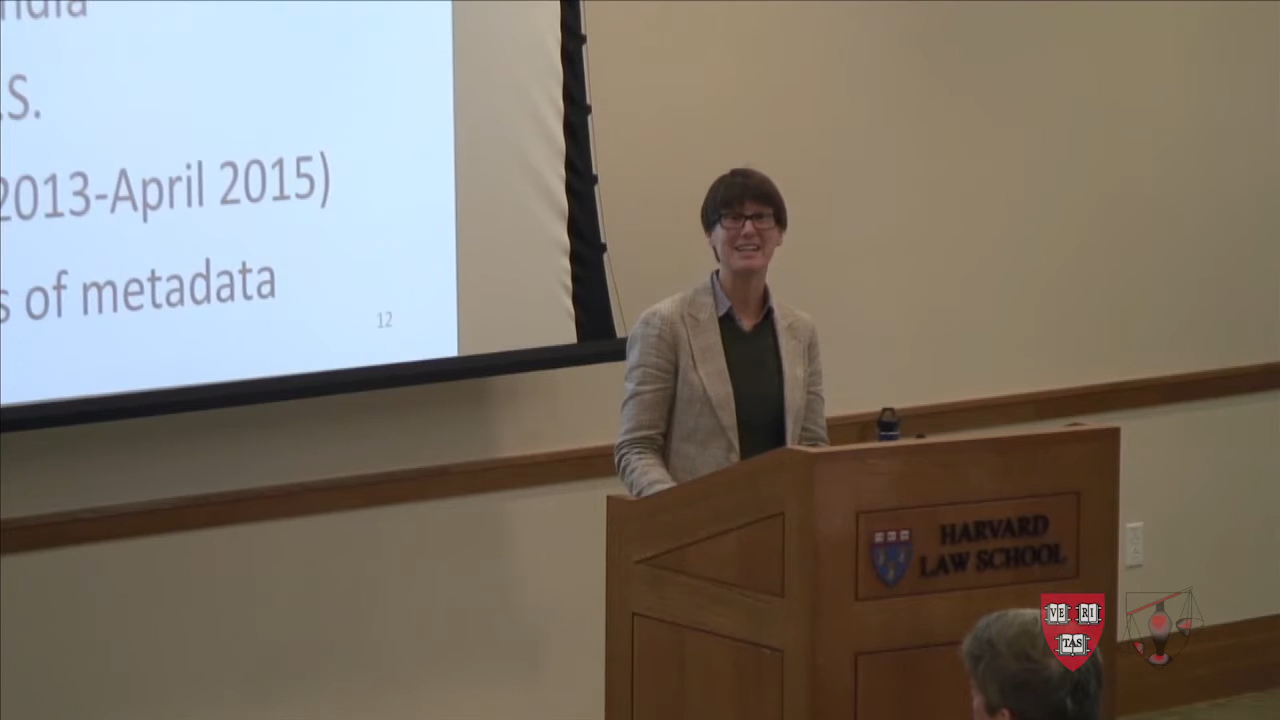 .S.
2013-April 2015)
s of metadata
12
HARVARD
LAW SCHOOL
VE RI
TAS